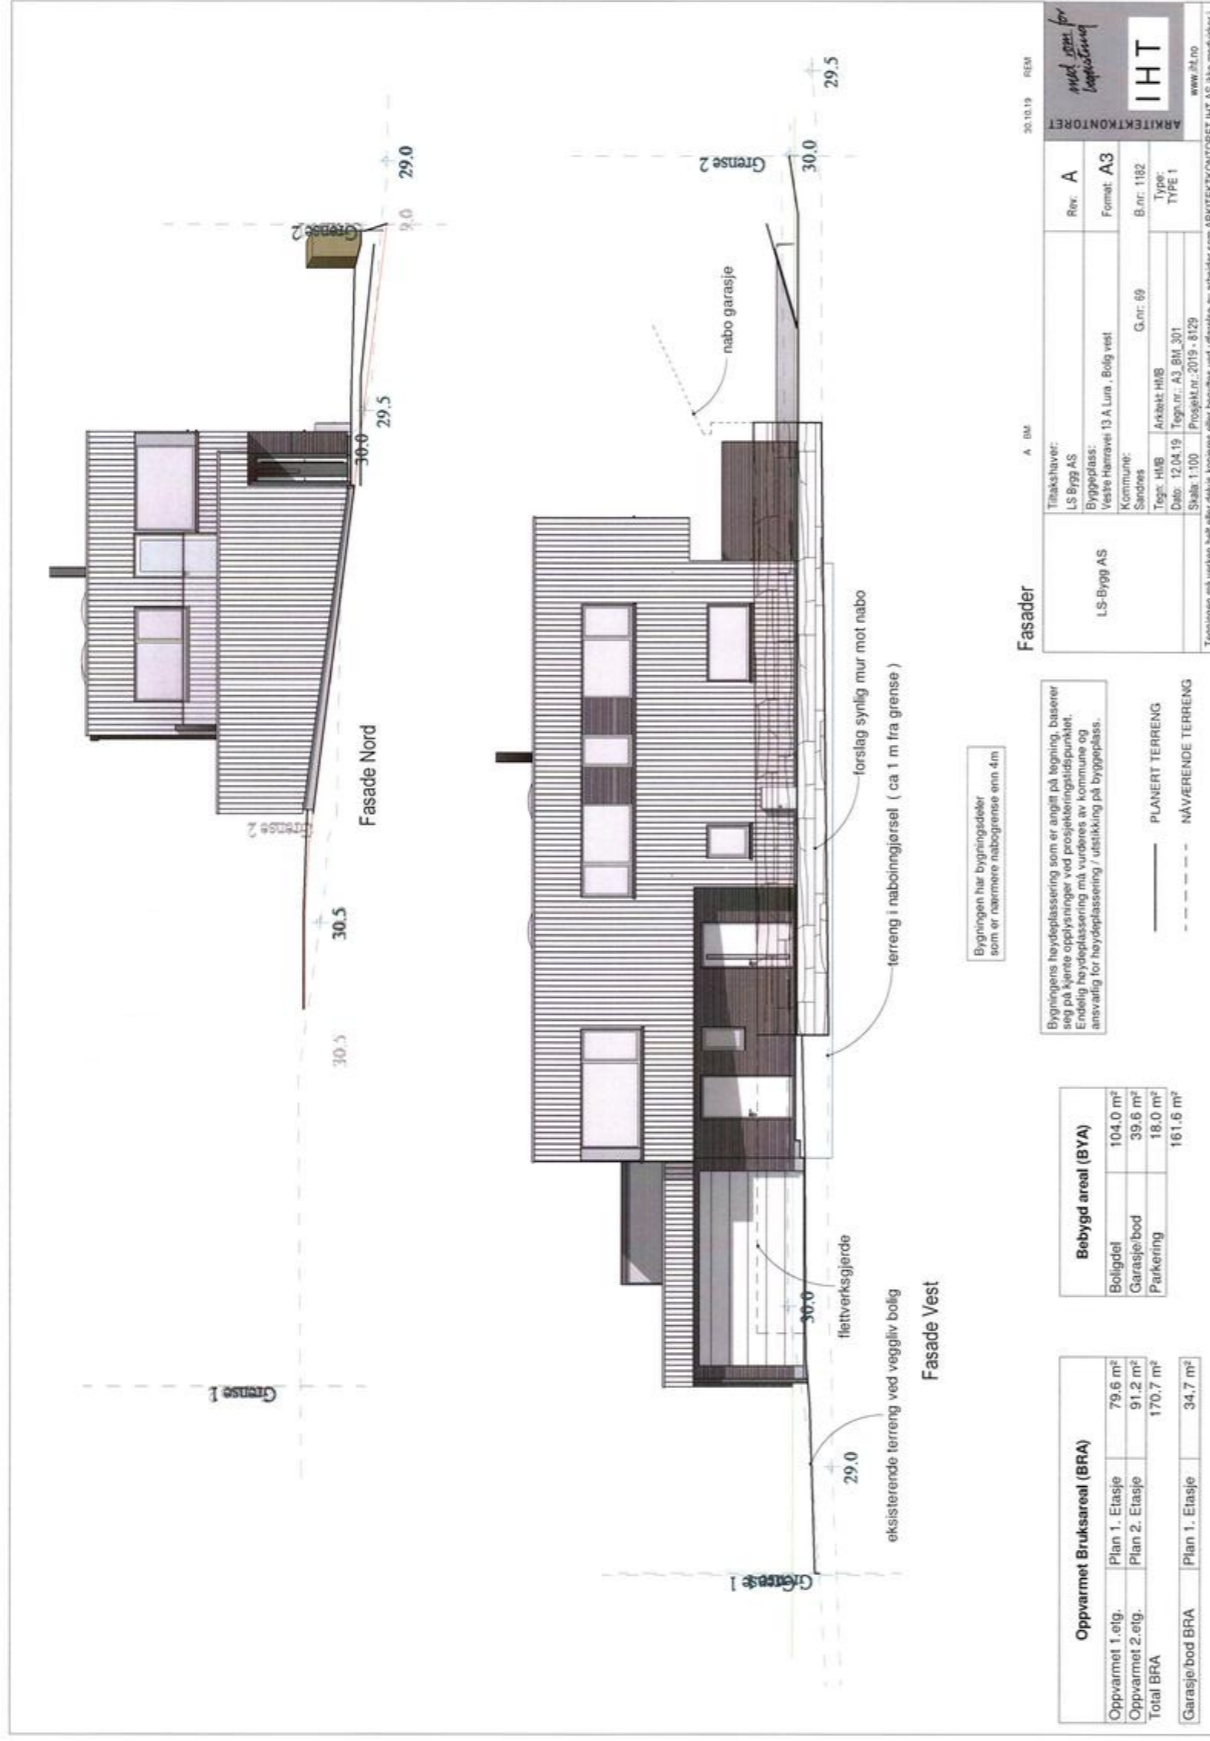 Grense 1
Grense 2
Grense 2
30.5
30.5
30.0
29.5
9.0
29.0
Fasade Nord
Grense 1
Grense 2
29.0
30.0
30.0
29.5
nabo garasje
forslag synlig mur mot nabo
terreng i naboinngjørsel ( ca 1 m fra grense )
flettverksgjerde
eksisterende terreng ved veggliv bolig
Fasade Vest
Bygningen har bygningsdeler
som er nærmere nabogrense enn 4m
Oppvarmet Bruksareal (BRA)
Oppvarmet 1.etg. Plan 1. Etasje 79.6 m²
Oppvarmet 2.etg. Plan 2. Etasje 91.2 m²
Total BRA 170.7 m²
Garasje/bod BRA Plan 1. Etasje 34.7 m²
Bebygd areal (BYA)
Boligdel 104.0 m²
Garasje/bod 39.6 m²
Parkering 18.0 m²
161.6 m²
Bygningens høydeplassering som er angitt på tegning, baserer
seg på kjente opplysninger ved prosjekteringstidspunktet.
Endelig høydeplassering må vurderes av kommune og
ansvarlig for høydeplassering / utstikking på byggeplass.
PLANERT TERRENG
NÅVÆRENDE TERRENG
Fasader
A BM 30.10.19 REM
LS-Bygg AS
Tiltakshaver:
LS Bygg AS
Byggeplass:
Vestre Hamravei 13 A Lura , Bolig vest
Kommune:
Sandnes G.nr: 69 B.nr: 1182
Tegn: HMB Arkitekt: HMB
Dato: 12.04.19 Tegn.nr.: A3_BM_301
Skala: 1:100 Prosjekt.nr.:2019 - 8129
Rev: A
Format: A3
Type:
TYPE 1
ARKITEKTKONTORET
med rom for
begeistring
IHT
www.iht.no